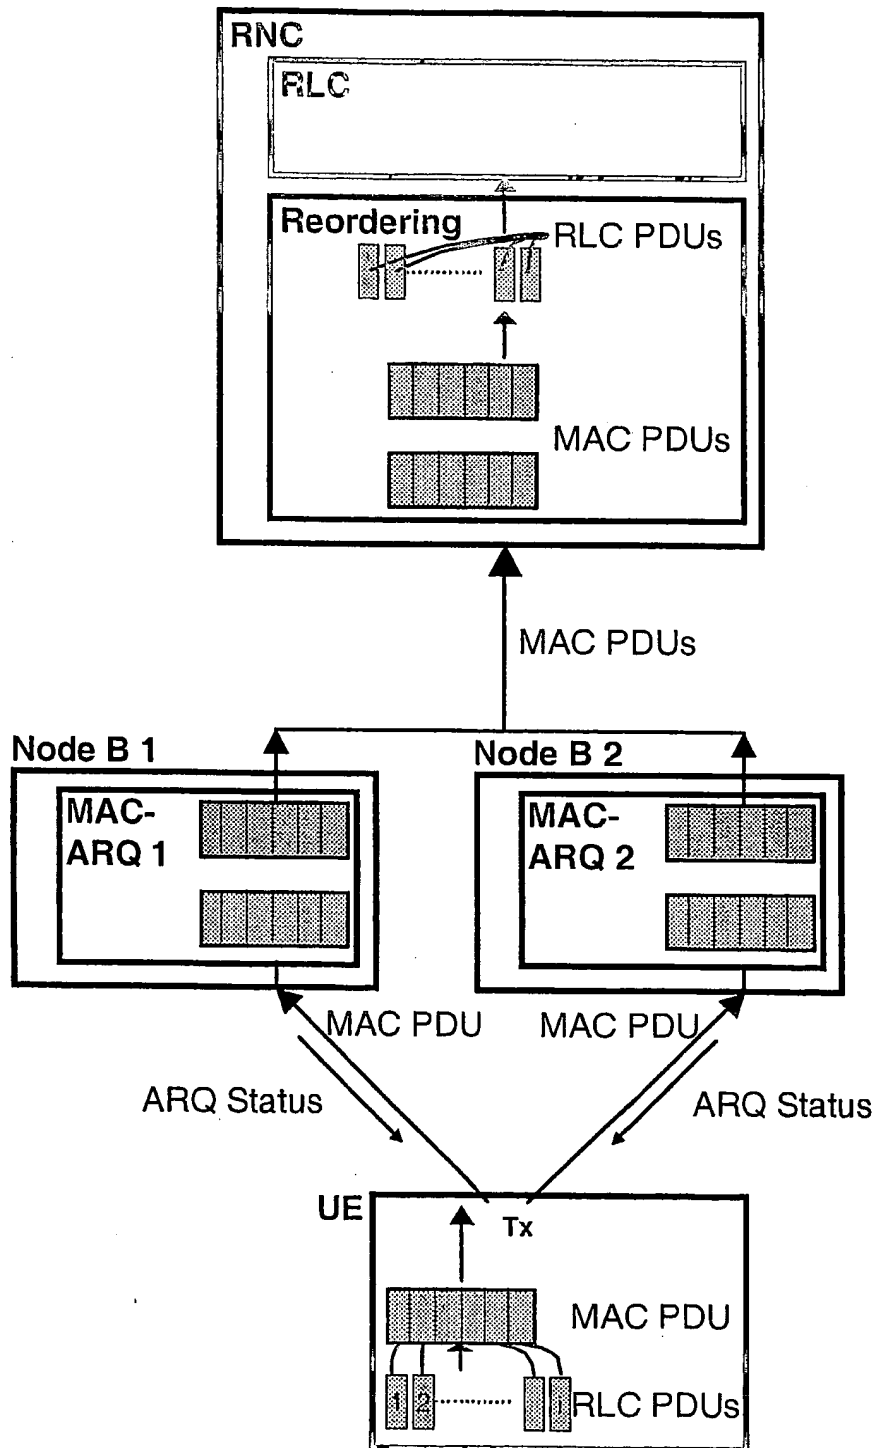 RNC
RLC
Reordering
RLC PDUs
MAC PDUs
MAC PDUs
Node B 1
Node B 2
MAC-
ARQ 1
MAC-
ARQ 2
MAC PDU
MAC PDU
ARQ Status
ARQ Status
UE
Tx
MAC PDU
1 2
RLC PDUs